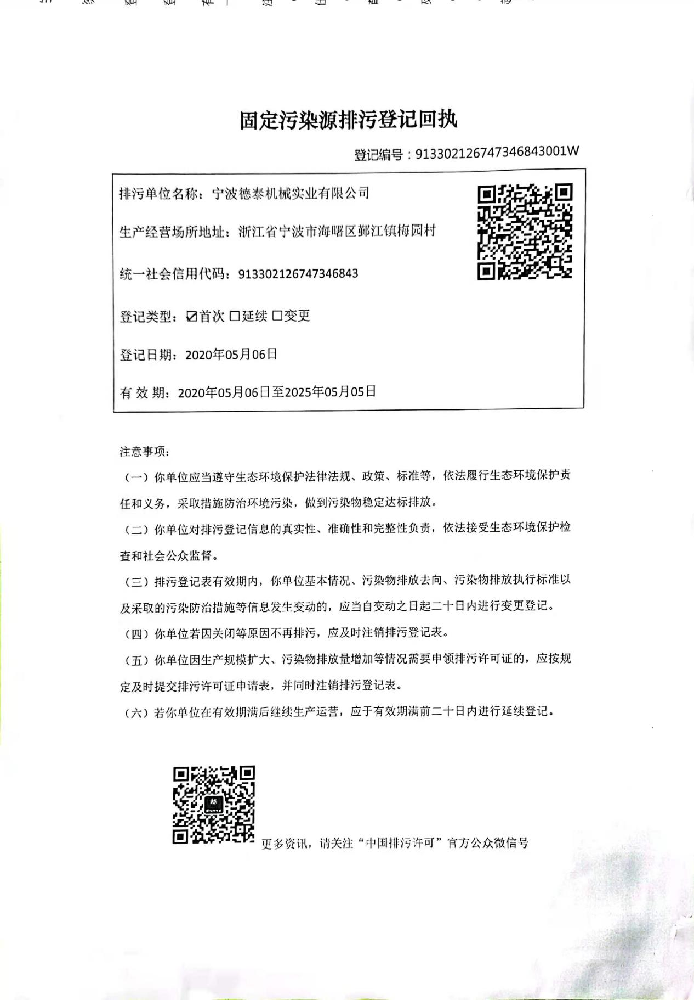 固定污染源排污登记回执
登记编号：913302126747346843001W
排污单位名称：宁波德泰机械实业有限公司
生产经营场所地址：浙江省宁波市海曙区鄞江镇梅园村
统一社会信用代码：913302126747346843
登记类型：☑首次 □延续 □变更
登记日期：2020年05月06日
有 效 期：2020年05月06日至2025年05月05日
注意事项：
（一）你单位应当遵守生态环境保护法律法规、政策、标准等，依法履行生态环境保护责
任和义务，采取措施防治环境污染，做到污染物稳定达标排放。
（二）你单位对排污登记信息的真实性、准确性和完整性负责，依法接受生态环境保护检
查和社会公众监督。
（三）排污登记表有效期内，你单位基本情况、污染物排放去向、污染物排放执行标准以
及采取的污染防治措施等信息发生变动的，应当自变动之日起二十日内进行变更登记。
（四）你单位若因关闭等原因不再排污，应及时注销排污登记表。
（五）你单位因生产规模扩大、污染物排放量增加等情况需要申领排污许可证的，应按规
定及时提交排污许可证申请表，并同时注销排污登记表。
（六）若你单位在有效期满后继续生产运营，应于有效期满前二十日内进行延续登记。
更多资讯，请关注“中国排污许可”官方公众微信号